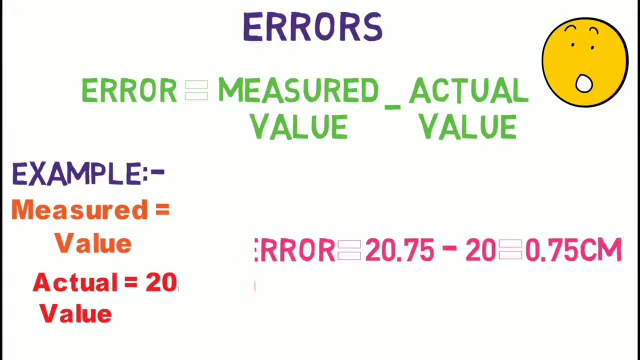 ERRORS
ERROR = MEASURED VALUE - ACTUAL VALUE
EXAMPLE:-
Measured =
Value
ERROR = 20.75 - 20 = 0.75CM
Actual = 20
Value